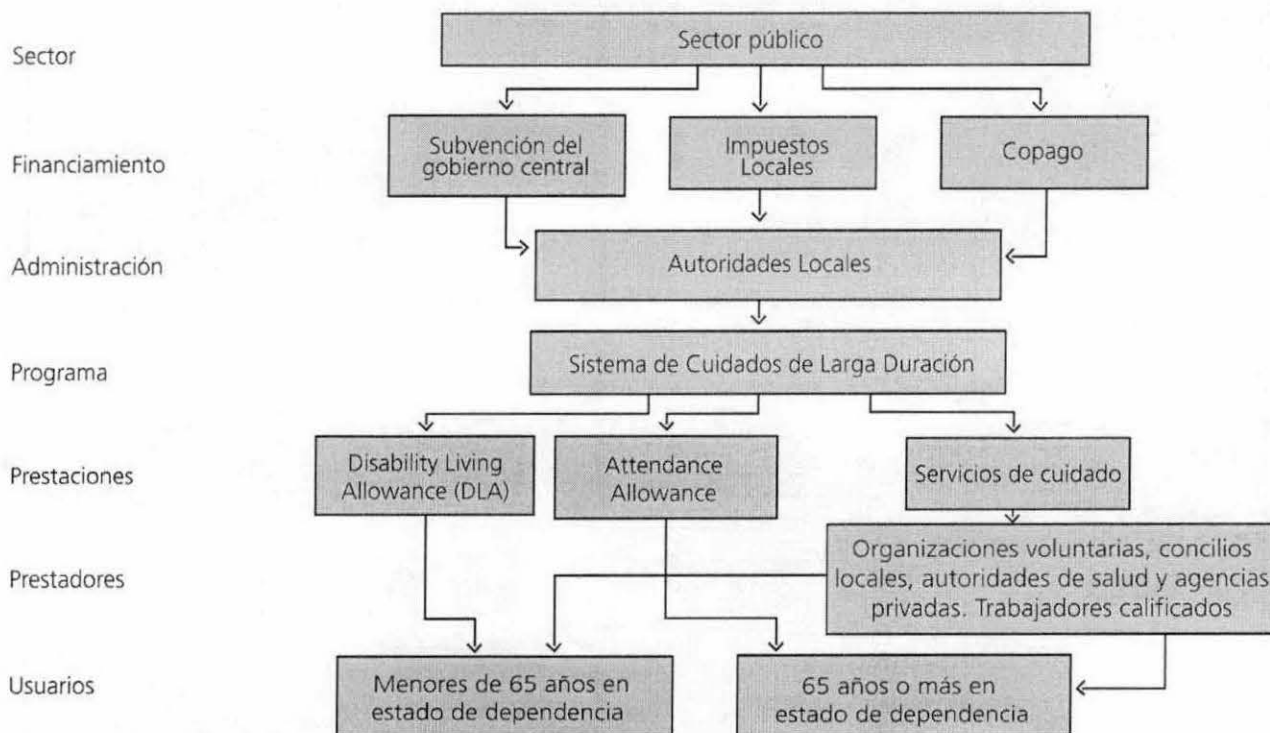 Sector
Sector público
Financiamiento
Subvención del
gobierno central
Impuestos
Locales
Copago
Administración
Autoridades Locales
Programa
Sistema de Cuidados de Larga Duración
Prestaciones
Disability Living
Allowance (DLA)
Attendance
Allowance
Servicios de cuidado
Prestadores
Organizaciones voluntarias, concilios
locales, autoridades de salud y agencias
privadas. Trabajadores calificados
Usuarios
Menores de 65 años en
estado de dependencia
65 años o más en
estado de dependencia